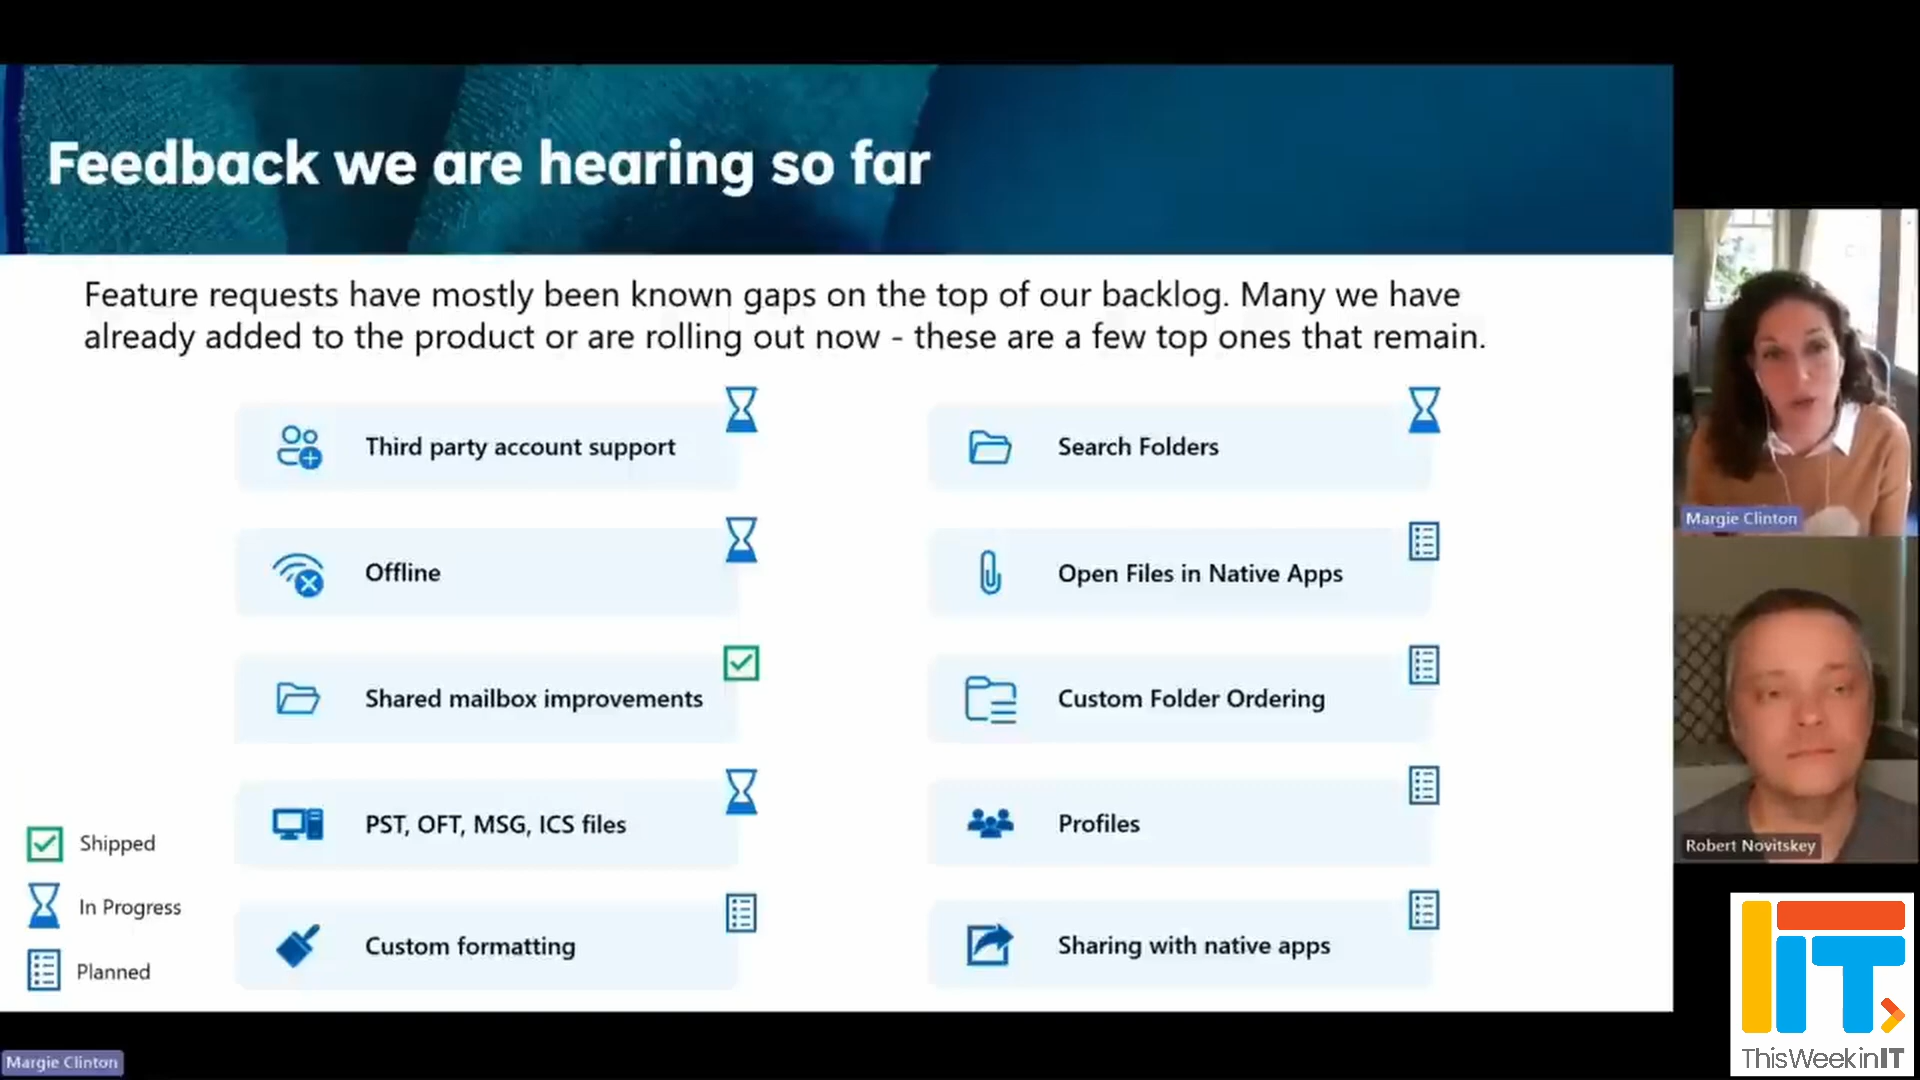 Feedback we are hearing so far
Feature requests have mostly been known gaps on the top of our backlog. Many we have
already added to the product or are rolling out now - these are a few top ones that remain.
Third party account support
Search Folders
Offline
Open Files in Native Apps
Shared mailbox improvements
Custom Folder Ordering
PST, OFT, MSG, ICS files
Profiles
Custom formatting
Sharing with native apps
Shipped
In Progress
Planned
Margie Clinton
Robert Novitskey
Margie Clinton
IT
ThisWeekinIT